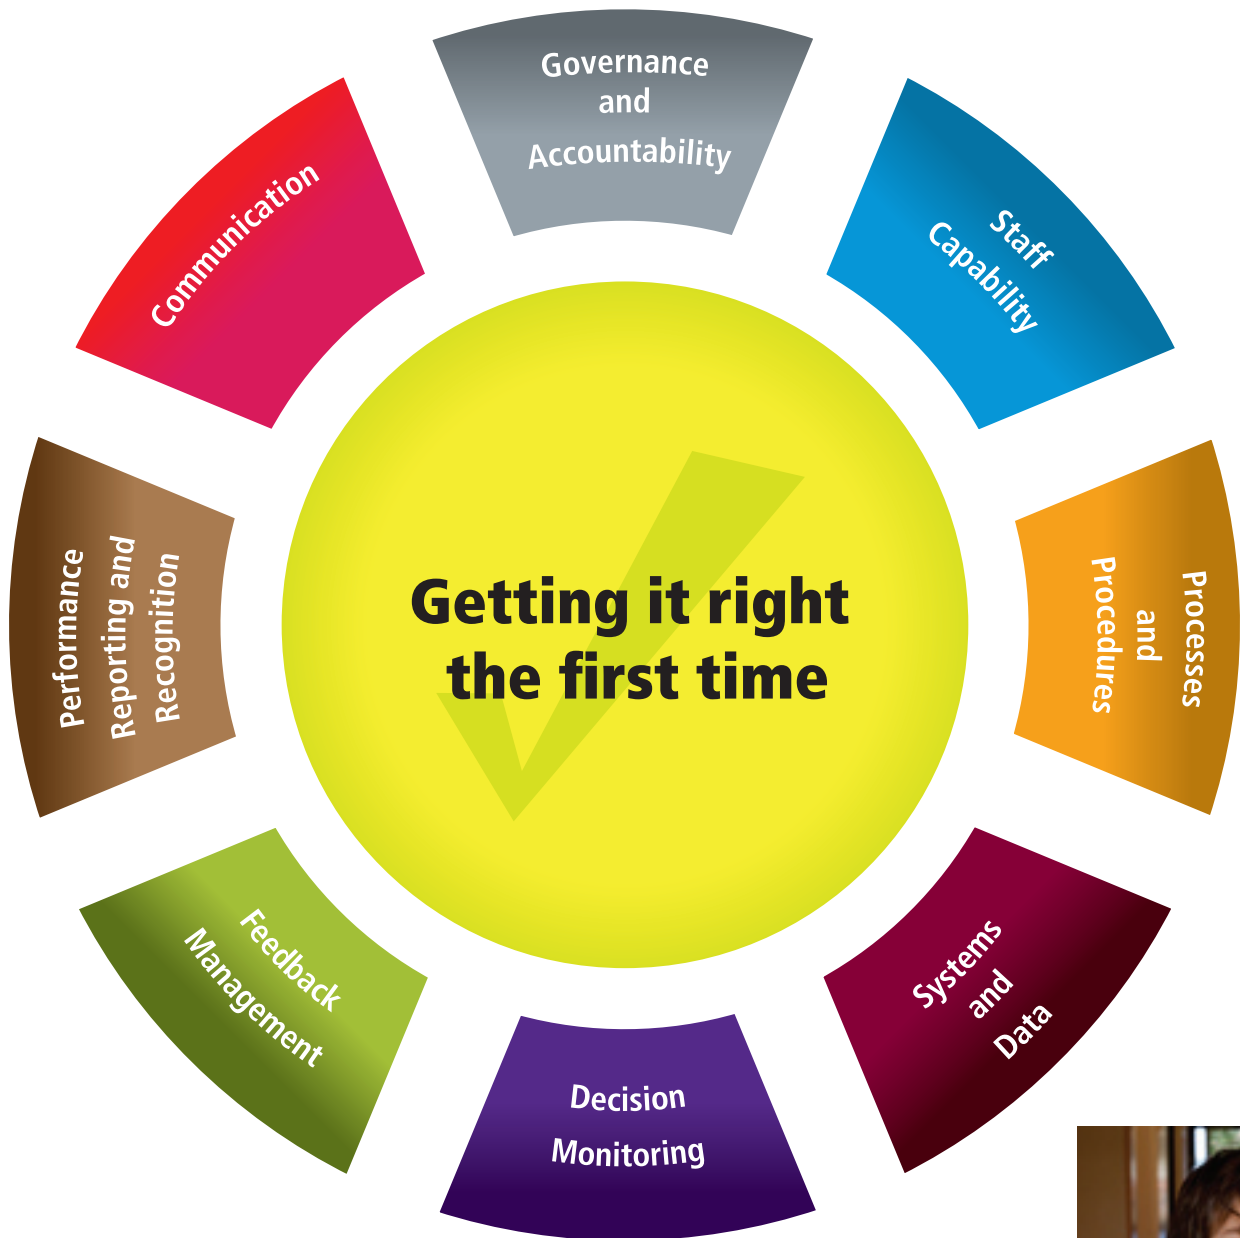 Governance
and
Accountability
Staff
Capability
Processes
and
Procedures
Systems
and
Data
Decision
Monitoring
Feedback
Management
Performance
Reporting and
Recognition
Communication
Getting it right
the first time